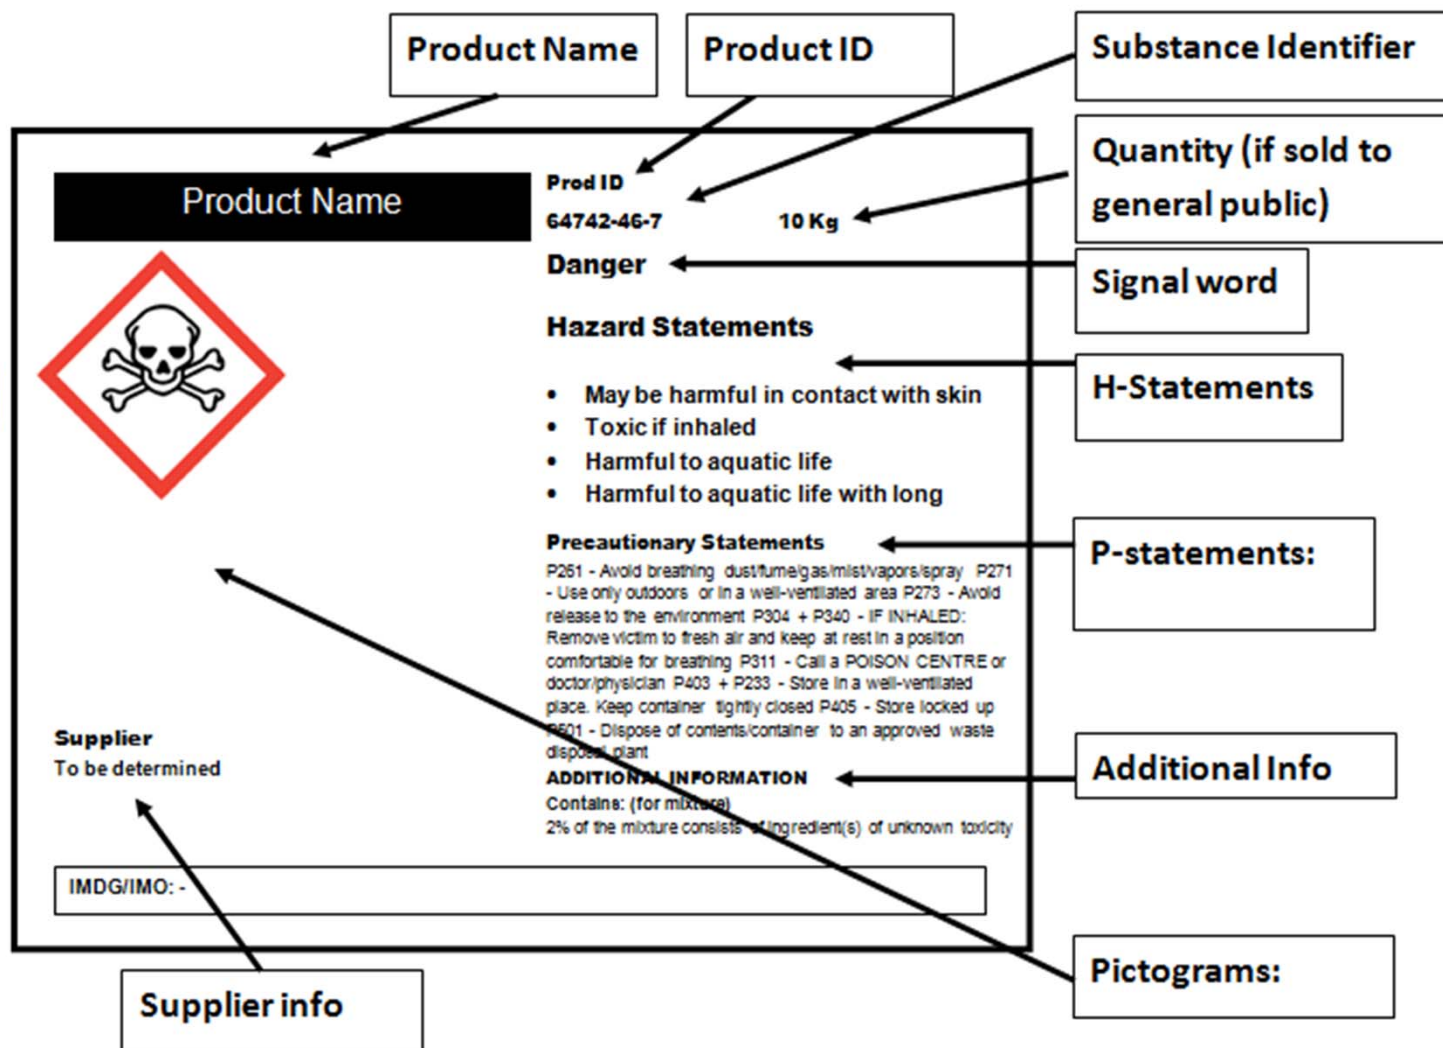 Product Name
Product ID
Substance Identifier
Quantity (if sold to
general public)
Signal word
H-Statements
P-statements:
Additional Info
Pictograms:
Supplier info
Product Name
Supplier
To be determined
Prod ID
64742-46-7 10 Kg
Danger
Hazard Statements
• May be harmful in contact with skin
• Toxic if inhaled
• Harmful to aquatic life
• Harmful to aquatic life with long
Precautionary Statements
P261 - Avoid breathing dust/fume/gas/mist/vapors/spray P271
- Use only outdoors or in a well-ventilated area P273 - Avoid
release to the environment P304 + P340 - IF INHALED:
Remove victim to fresh air and keep at rest in a position
comfortable for breathing P311 - Call a POISON CENTRE or
doctor/physician P403 + P233 - Store in a well-ventilated
place. Keep container tightly closed P405 - Store locked up
P501 - Dispose of contents/container to an approved waste
disposal plant
ADDITIONAL INFORMATION
Contains: (for mixture)
2% of the mixture consists of ingredient(s) of unknown toxicity
IMDG/IMO: -